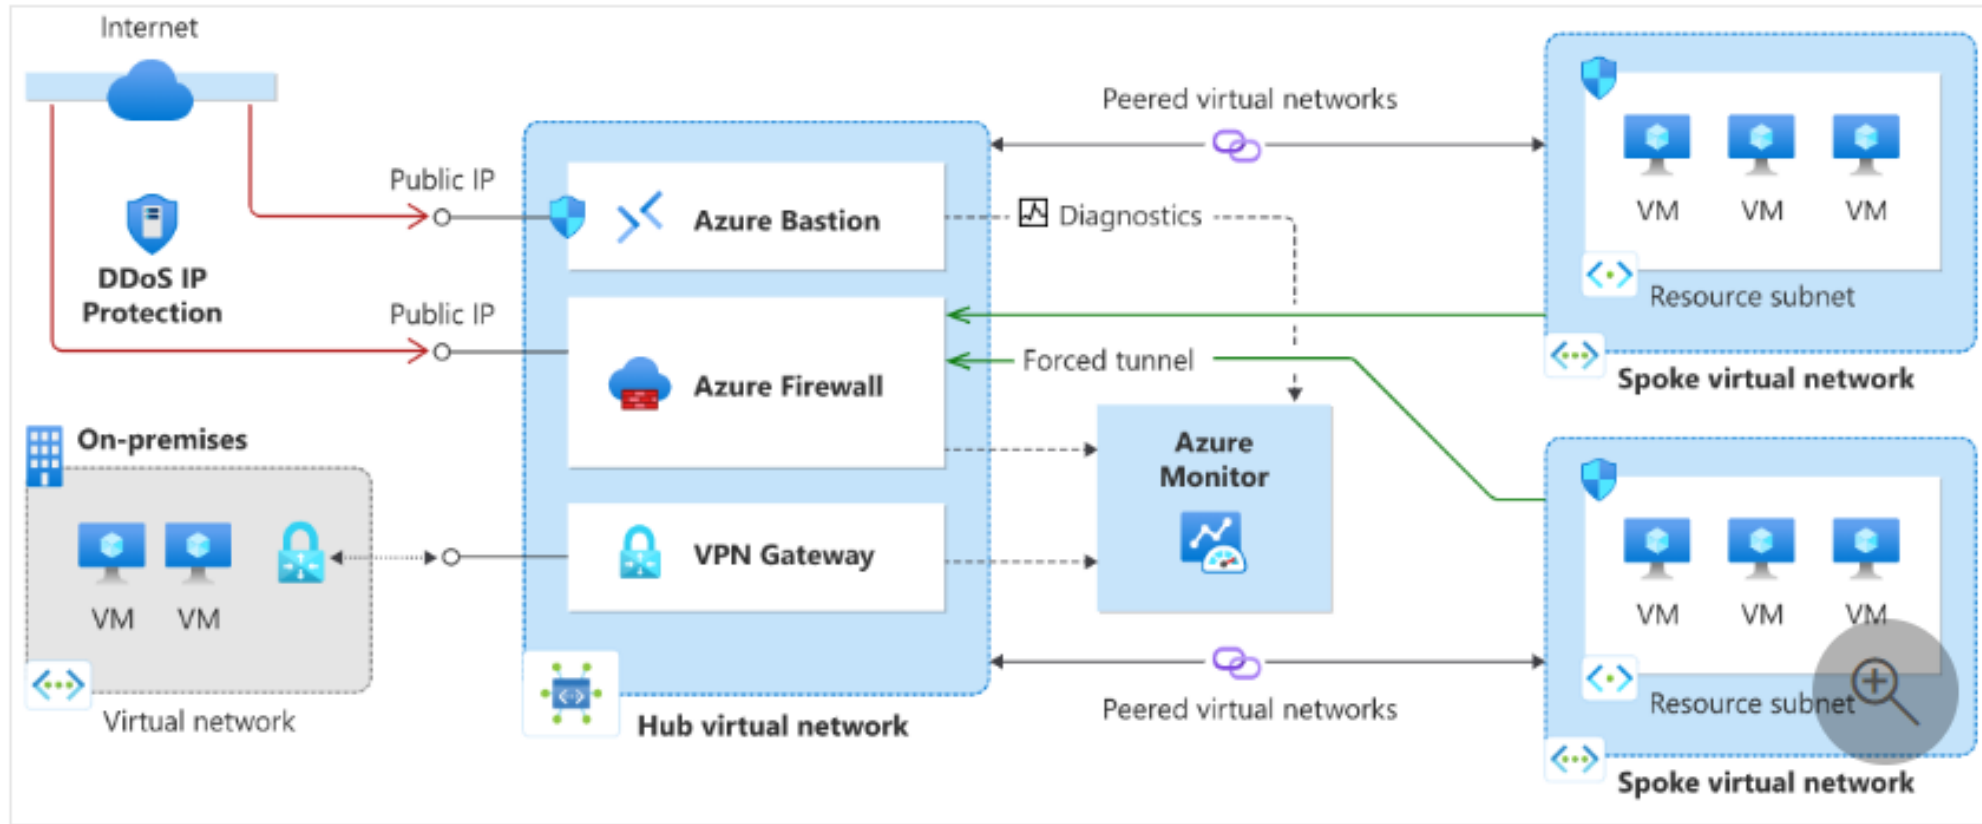 Internet
DDoS IP
Protection
Public IP
Public IP
On-premises
VM
VM
Virtual network
Azure Bastion
Azure Firewall
VPN Gateway
Hub virtual network
Peered virtual networks
Diagnostics
Forced tunnel
Azure
Monitor
Peered virtual networks
VM
VM
VM
Resource subnet
Spoke virtual network
VM
VM
VM
Resource subnet
Spoke virtual network